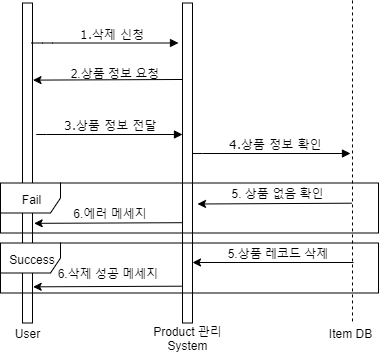 1.삭제 신청
2.상품 정보 요청
3.상품 정보 전달
4.상품 정보 확인
Fail
5. 상품 없음 확인
6.에러 메세지
Success
5.상품 레코드 삭제
6.삭제 성공 메세지
User
Product 관리
System
Item DB